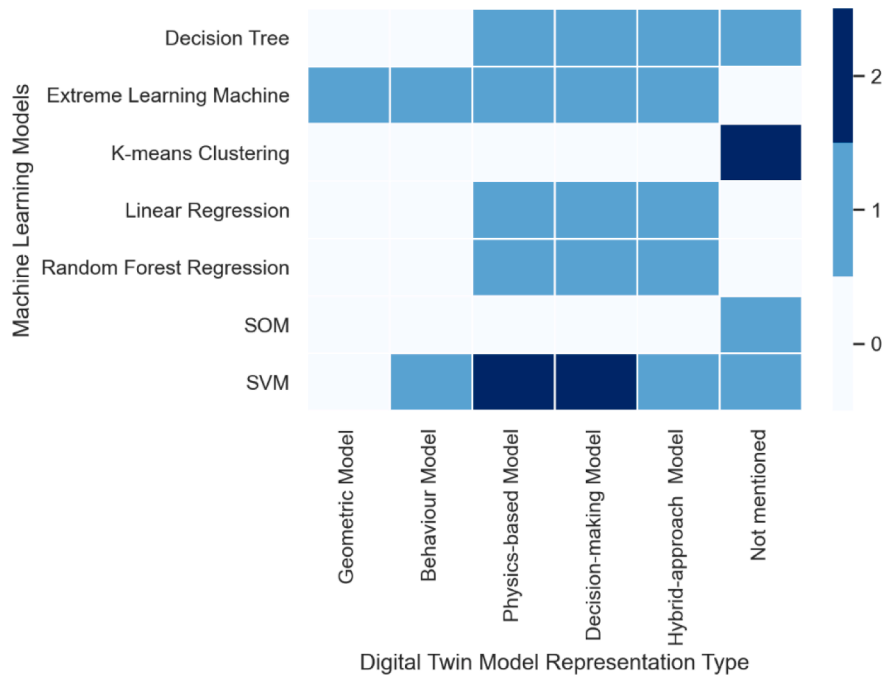 Machine Learning Models
Decision Tree
Extreme Learning Machine
K-means Clustering
Linear Regression
Random Forest Regression
SOM
SVM
Geometric Model
Behaviour Model
Physics-based Model
Decision-making Model
Hybrid-approach  Model
Not mentioned
Digital Twin Model Representation Type
2
1
0